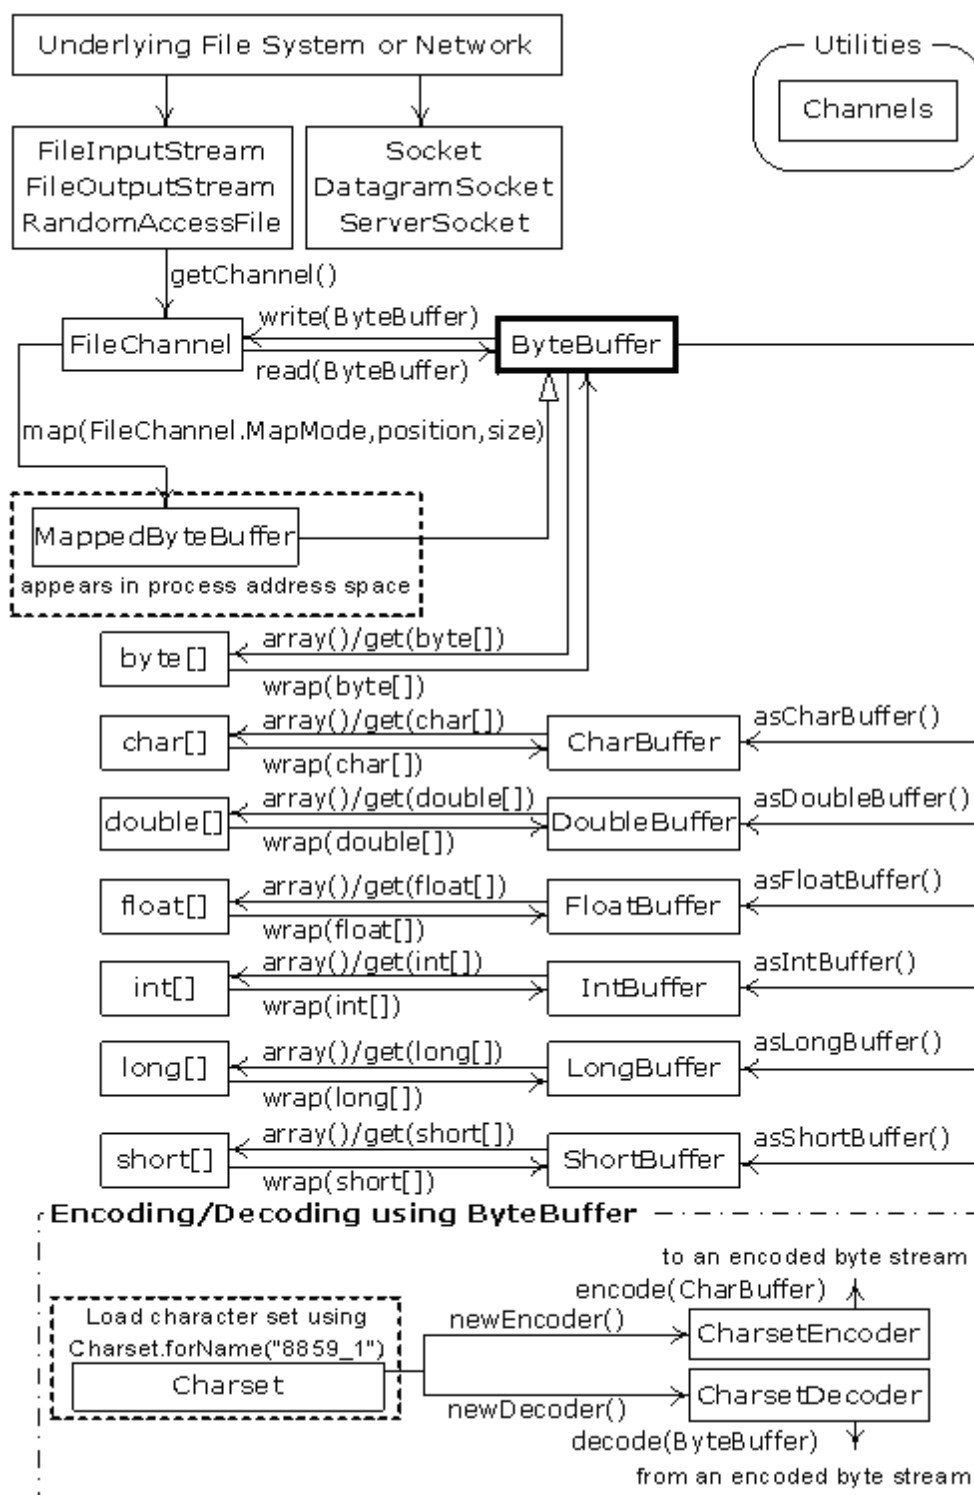 Underlying File System or Network
Utilities
Channels
FileInputStream
FileOutputStream
RandomAccessFile
Socket
DatagramSocket
ServerSocket
getChannel()
write(ByteBuffer)
FileChannel
ByteBuffer
read(ByteBuffer)
map(FileChannel.MapMode,position,size)
MappedByteBuffer
appears in process address space
array()/get(byte[])
byte[]
wrap(byte[])
array()/get(char[])
asCharBuffer()
char[]
CharBuffer
wrap(char[])
array()/get(double[])
asDoubleBuffer()
double[]
DoubleBuffer
wrap(double[])
array()/get(float[])
asFloatBuffer()
float[]
FloatBuffer
wrap(float[])
array()/get(int[])
asIntBuffer()
int[]
IntBuffer
wrap(int[])
array()/get(long[])
asLongBuffer()
long[]
LongBuffer
wrap(long[])
array()/get(short[])
asShortBuffer()
short[]
ShortBuffer
wrap(short[])
Encoding/Decoding using ByteBuffer
to an encoded byte stream
encode(CharBuffer)
Load character set using
Charset.forName("8859_1")
Charset
newEncoder()
CharsetEncoder
newDecoder()
CharsetDecoder
decode(ByteBuffer)
from an encoded byte stream